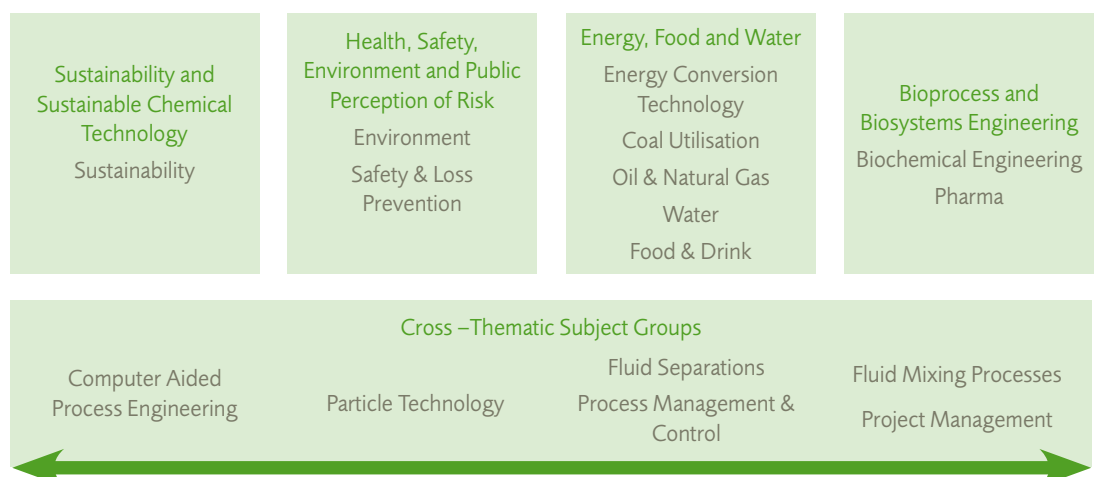 Sustainability and
Sustainable Chemical
Technology
Sustainability
Health, Safety,
Environment and Public
Perception of Risk
Environment
Safety & Loss
Prevention
Energy, Food and Water
Energy Conversion
Technology
Coal Utilisation
Oil & Natural Gas
Water
Food & Drink
Bioprocess and
Biosystems Engineering
Biochemical Engineering
Pharma
Cross –Thematic Subject Groups
Computer Aided
Process Engineering
Particle Technology
Fluid Separations
Process Management &
Control
Fluid Mixing Processes
Project Management